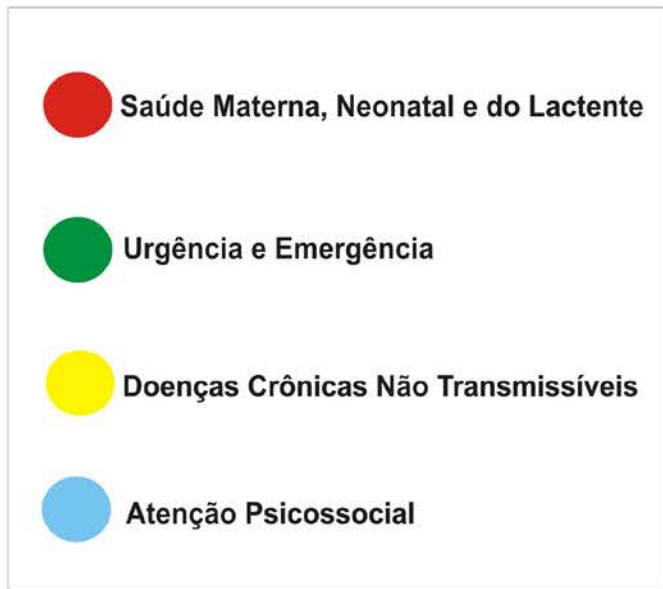 Saúde Materna, Neonatal e do Lactente
Urgência e Emergência
Doenças Crônicas Não Transmissíveis
Atenção Psicossocial